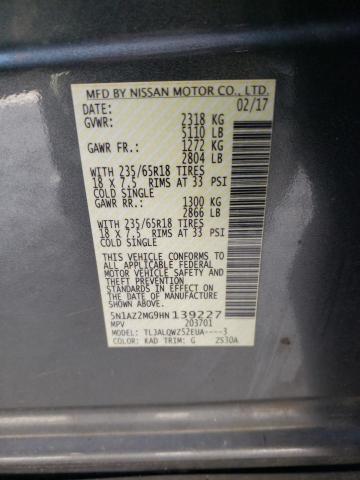 MFD BY NISSAN MOTOR CO., LTD.
DATE: 02/17
GVWR: 2318 KG
5110 LB
GAWR FR.: 1272 KG
2804 LB
WITH 235/65R18 TIRES
18 X 7.5 RIMS AT 33 PSI
COLD SINGLE
GAWR RR.: 1300 KG
2866 LB
WITH 235/65R18 TIRES
18 X 7.5 RIMS AT 33 PSI
COLD SINGLE
THIS VEHICLE CONFORMS TO
ALL APPLICABLE FEDERAL
MOTOR VEHICLE SAFETY
AND THEFT PREVENTION
STANDARDS IN EFFECT ON
THE DATE OF MANUFACTURE
SHOWN ABOVE.
5N1AZ2MG9HN139227
MPV 203701
MODEL: TLJALQWZ52EUA----3
COLOR: KAD TRIM: G ZS30A